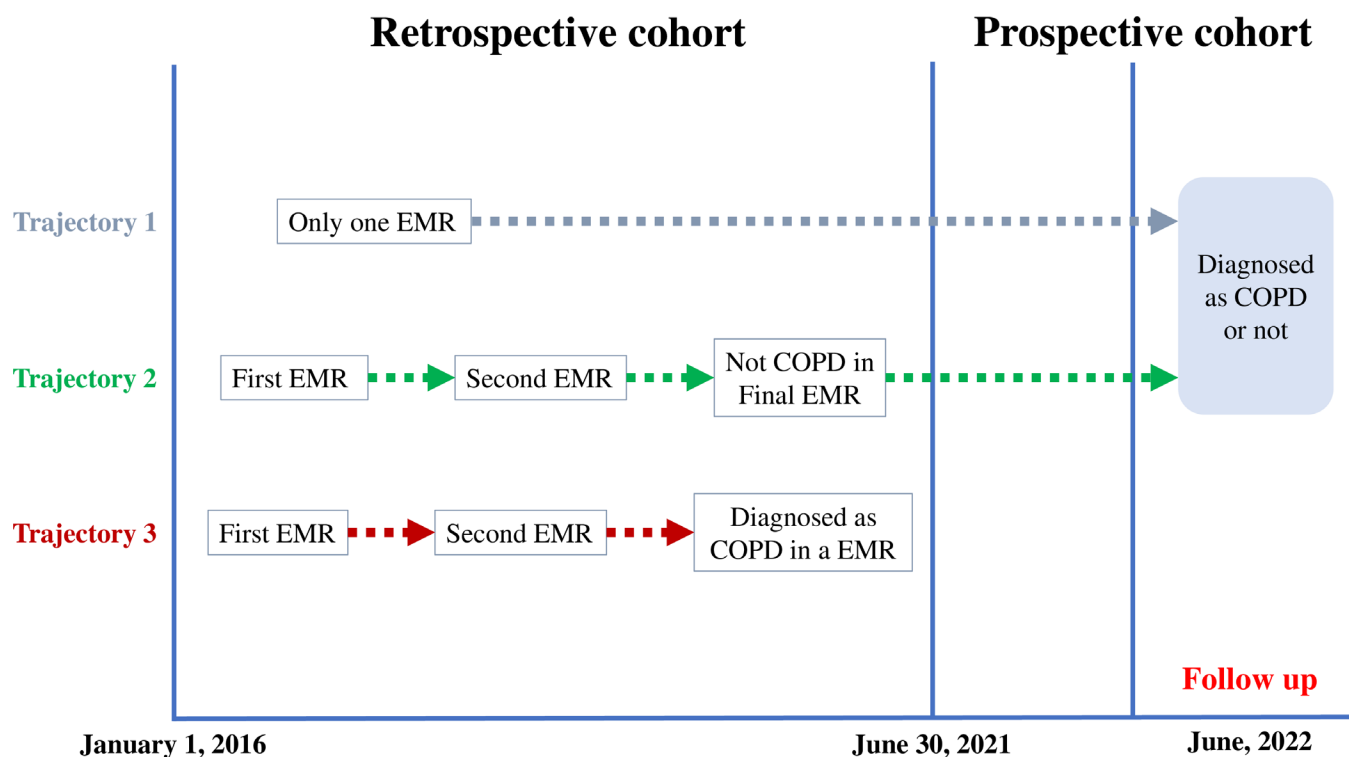 Retrospective cohort
Prospective cohort
Trajectory 1
Only one EMR
Diagnosed
as COPD
or not
Trajectory 2
First EMR
Second EMR
Not COPD in
Final EMR
Trajectory 3
First EMR
Second EMR
Diagnosed as
COPD in a EMR
Follow up
January 1, 2016
June 30, 2021
June, 2022